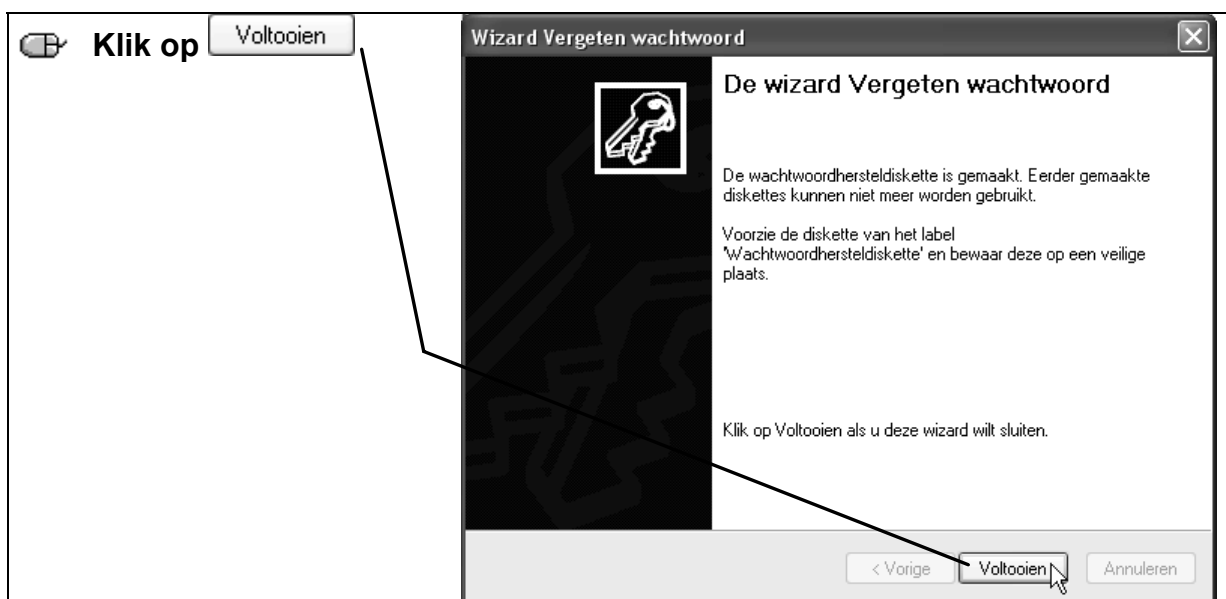 Klik op Voltooien
Wizard Vergeten wachtwoord
De wizard Vergeten wachtwoord
De wachtwoordhersteldiskette is gemaakt. Eerder gemaakte
diskettes kunnen niet meer worden gebruikt.
Voorzie de diskette van het label
'Wachtwoordhersteldiskette' en bewaar deze op een veilige
plaats.
Klik op Voltooien als u deze wizard wilt sluiten.
< Vorige Voltooien Annuleren